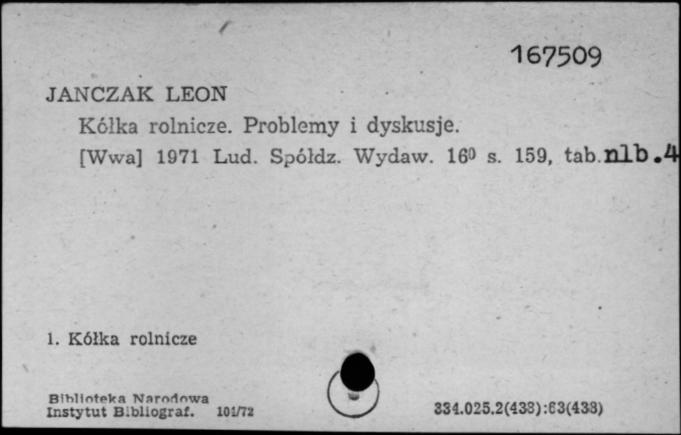 167509
JANCZAK LEON
Kółka rolnicze. Problemy i dyskusje.
[Wwa] 1971 Lud. Spółdz. Wydaw. 16⁰ s. 159, tab. nlb.4
1. Kółka rolnicze
Biblioteka Narodowa
Instytut Bibliograf. 101/72
334.025.2(438):63(438)